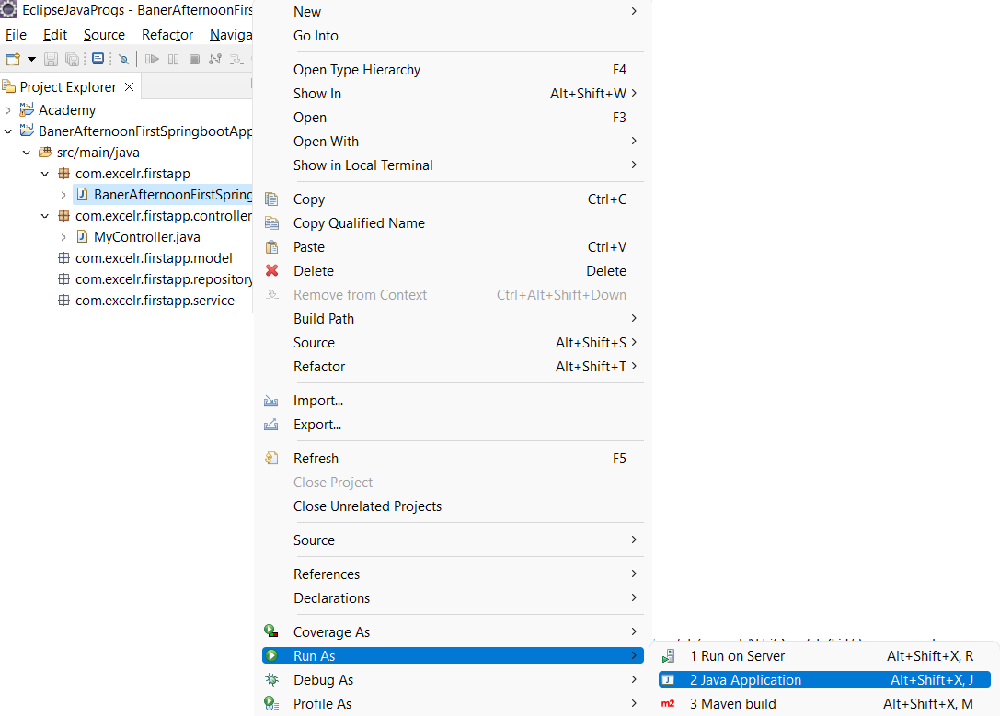 EclipseJavaProgs - BanerAfternoonFirs
File Edit Source Refactor Naviga
Project Explorer
Academy
BanerAfternoonFirstSpringbootApp
src/main/java
com.excelr.firstapp
BanerAfternoonFirstSpring
com.excelr.firstapp.controller
MyController.java
com.excelr.firstapp.model
com.excelr.firstapp.repository
com.excelr.firstapp.service
New
Go Into
Open Type Hierarchy F4
Show In Alt+Shift+W
Open F3
Open With
Show in Local Terminal
Copy Ctrl+C
Copy Qualified Name
Paste Ctrl+V
Delete Delete
Remove from Context Ctrl+Alt+Shift+Down
Build Path
Source Alt+Shift+S
Refactor Alt+Shift+T
Import...
Export...
Refresh F5
Close Project
Close Unrelated Projects
Source
References
Declarations
Coverage As
Run As
Debug As
Profile As
1 Run on Server Alt+Shift+X, R
2 Java Application Alt+Shift+X, J
m2 3 Maven build Alt+Shift+X, M